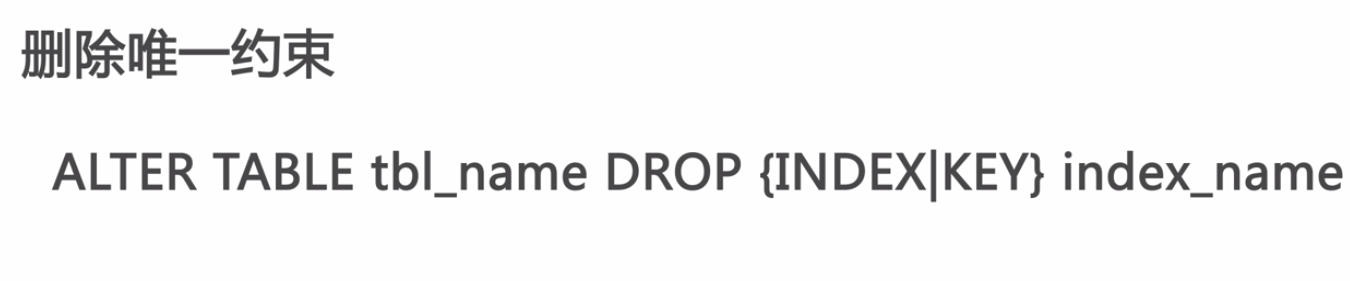 删除唯一约束
ALTER TABLE tbl_name DROP {INDEX|KEY} index_name